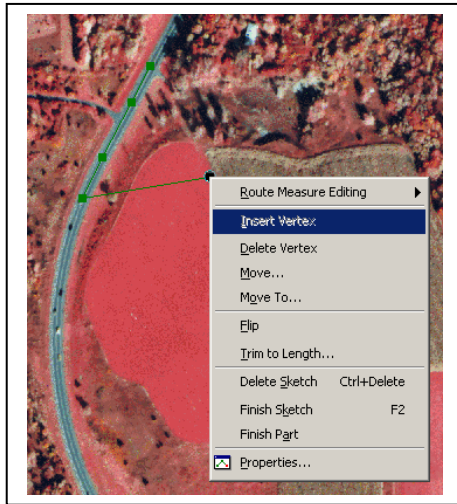 Route Measure Editing
Insert Vertex
Delete Vertex
Move...
Move To...
Flip
Trim to Length...
Delete Sketch Ctrl+Delete
Finish Sketch F2
Finish Part
Properties...